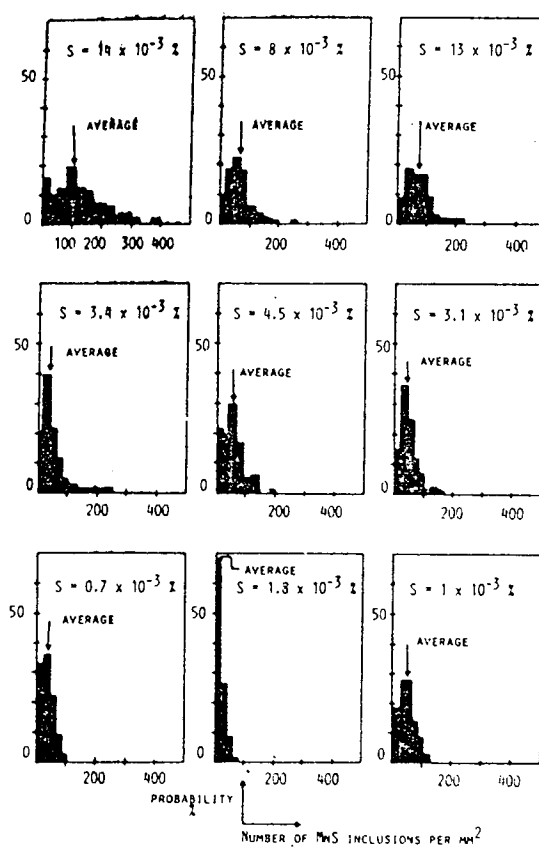 S = 14 x 10⁻³ %
S = 8 x 10⁻³ %
S = 13 x 10⁻³ %
50
50
50
AVERAGE
AVERAGE
AVERAGE
0
0
0
100 200 300 400
200 400
200 400
S = 3.4 x 10⁻³ %
S = 4.5 x 10⁻³ %
S = 3.1 x 10⁻³ %
50
50
50
AVERAGE
AVERAGE
AVERAGE
0
0
0
200 400
200 400
200 400
AVERAGE
S = 0.7 x 10⁻³ %
S = 1.8 x 10⁻³ %
S = 1 x 10⁻³ %
50
50
50
AVERAGE
AVERAGE
0
0
0
200 400
200 400
200 400
PROBABILITY
%
NUMBER OF MNS INCLUSIONS PER MM²